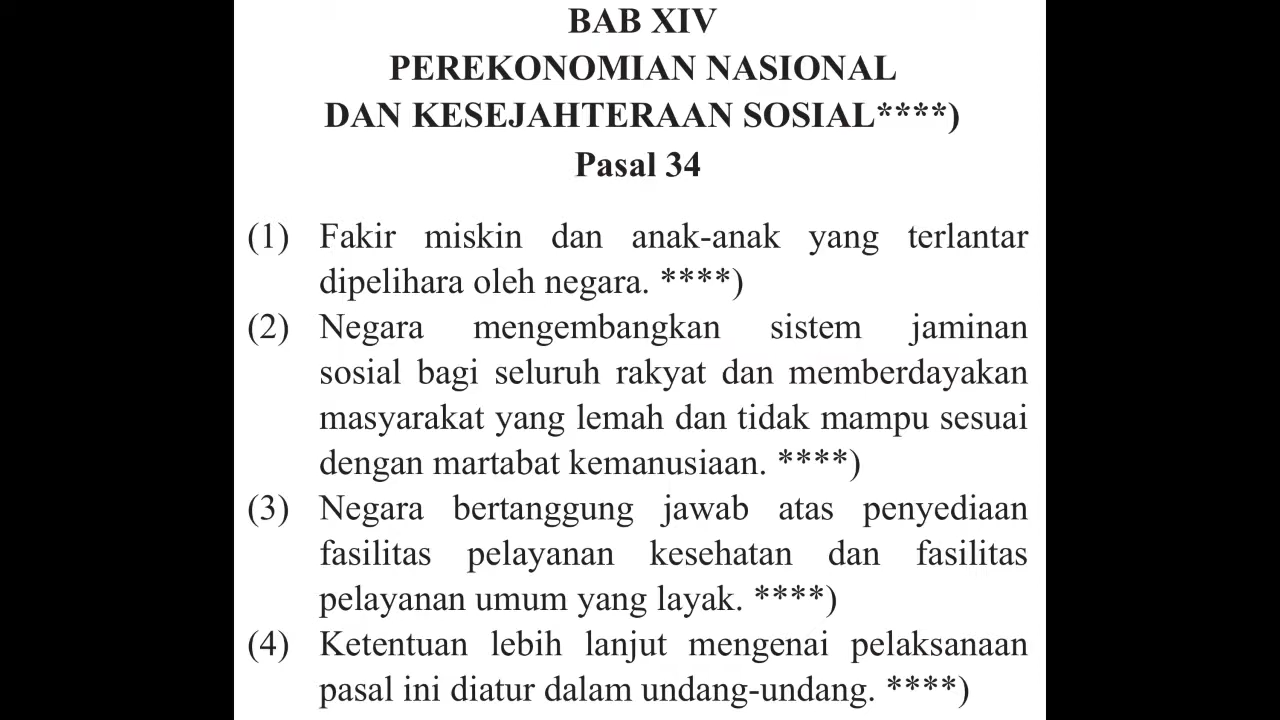 BAB XIV
PEREKONOMIAN NASIONAL
DAN KESEJAHTERAAN SOSIAL****)
Pasal 34
(1) Fakir miskin dan anak-anak yang terlantar
dipelihara oleh negara. ****)
(2) Negara mengembangkan sistem jaminan
sosial bagi seluruh rakyat dan memberdayakan
masyarakat yang lemah dan tidak mampu sesuai
dengan martabat kemanusiaan. ****)
(3) Negara bertanggung jawab atas penyediaan
fasilitas pelayanan kesehatan dan fasilitas
pelayanan umum yang layak. ****)
(4) Ketentuan lebih lanjut mengenai pelaksanaan
pasal ini diatur dalam undang-undang. ****)